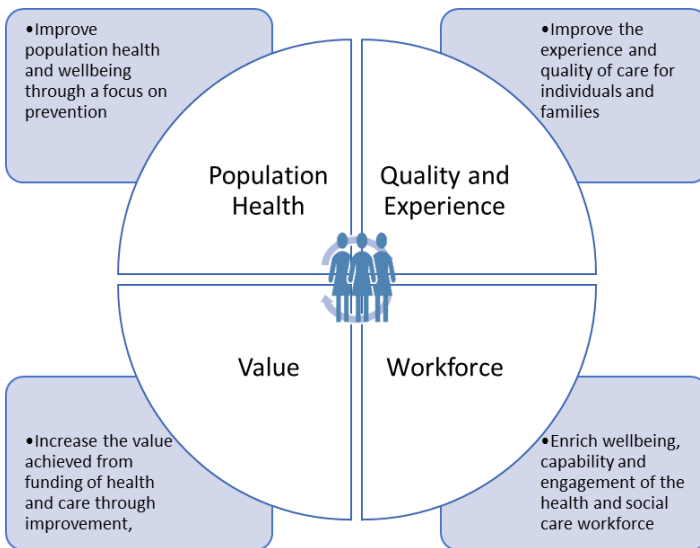 •Improve
population health
and wellbeing
through a focus on
prevention
•Improve the
experience and
quality of care for
individuals and
families
Population
Health
Quality and
Experience
Value
Workforce
•Increase the value
achieved from
funding of health
and care through
improvement,
•Enrich wellbeing,
capability and
engagement of the
health and social
care workforce